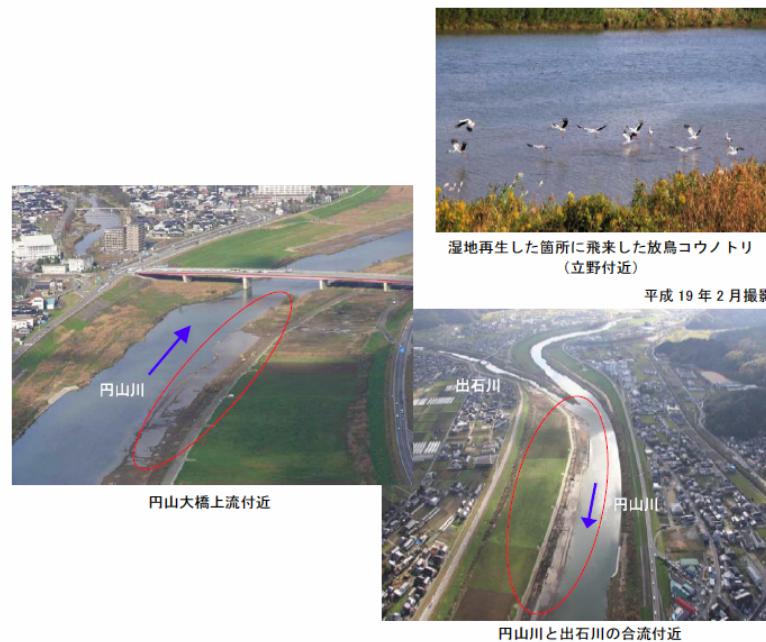 湿地再生した箇所に飛来した放鳥コウノトリ
（立野付近）
平成 19 年 2 月撮影
円山川
円山大橋上流付近
出石川
円山川
円山川と出石川の合流付近